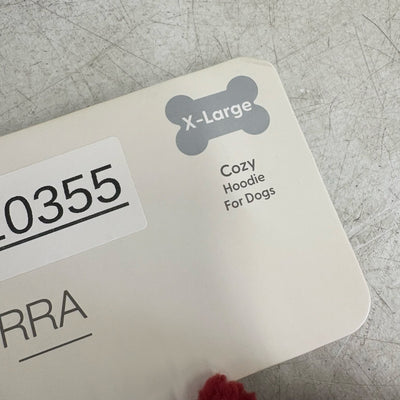 X-Large
Cozy
Hoodie
For Dogs
0355
RRA